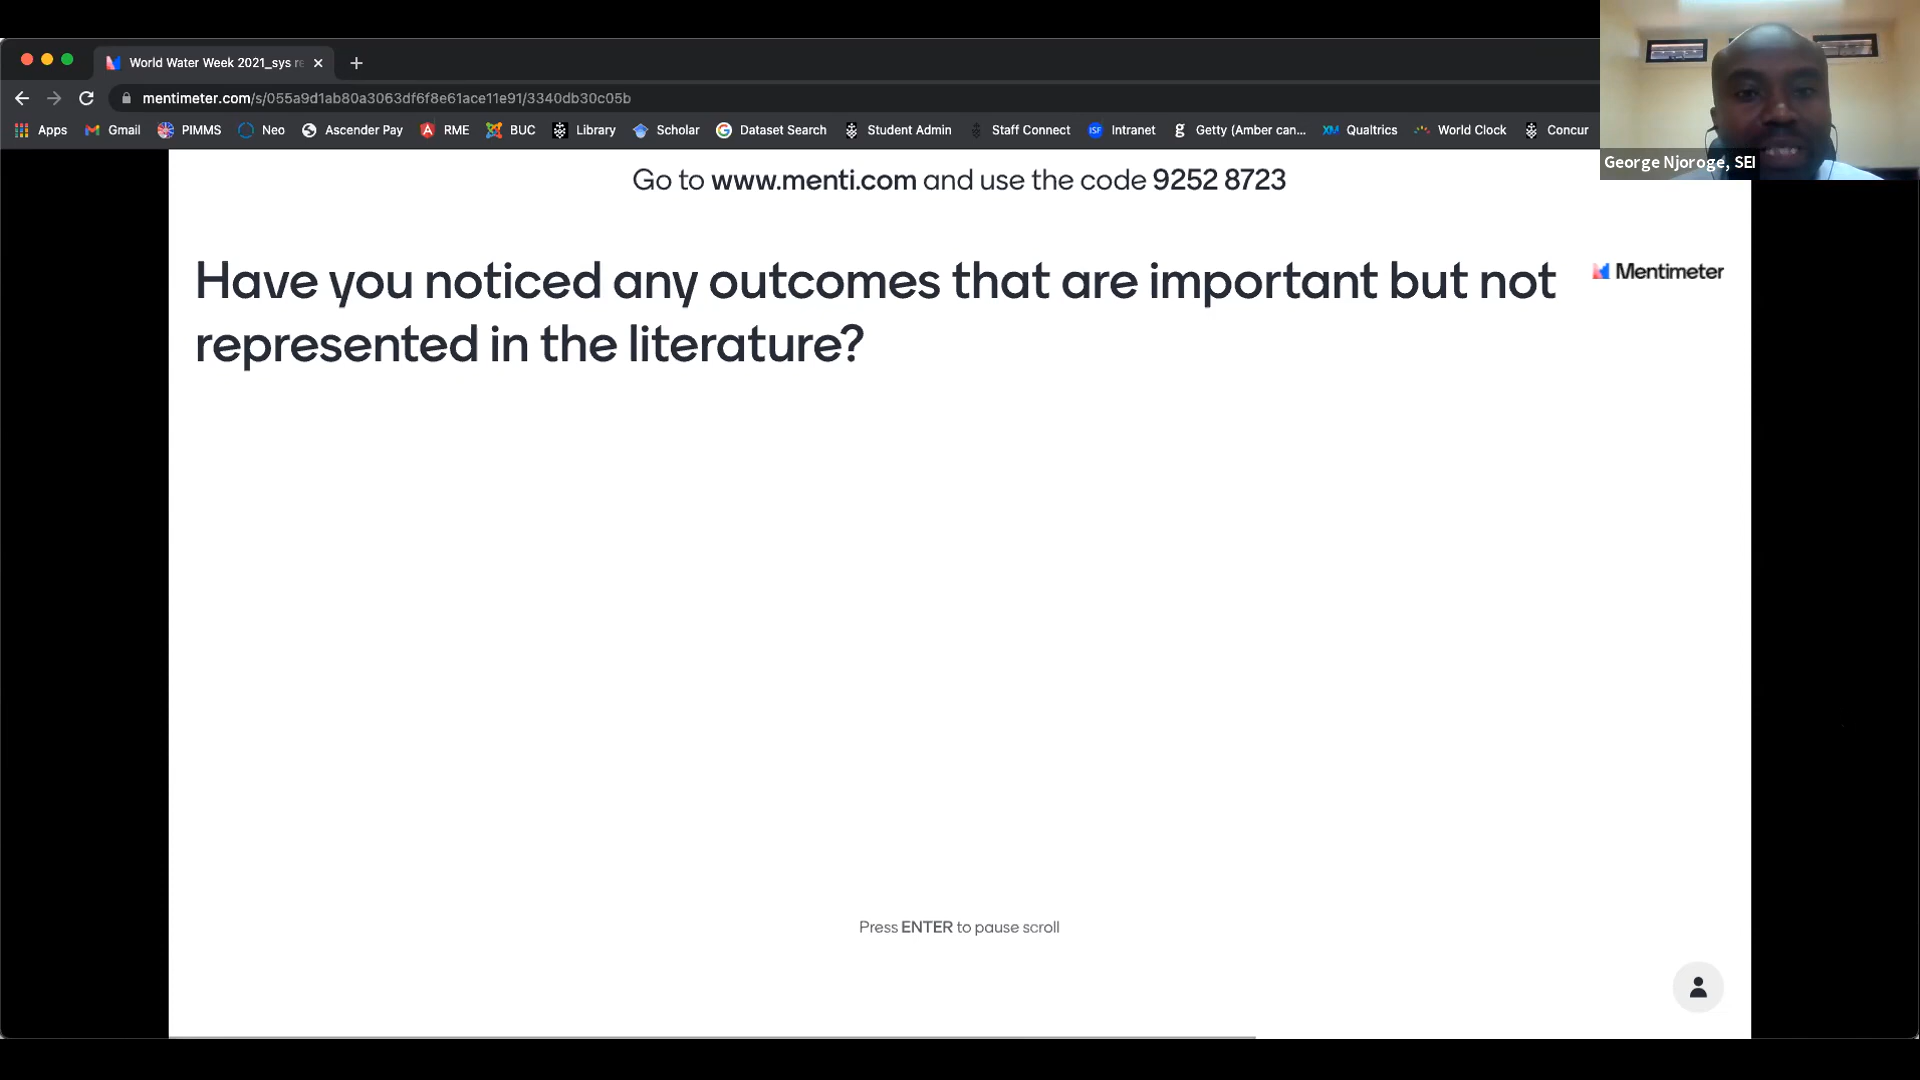 World Water Week 2021_sys re
mentimeter.com/s/055a9d1ab80a3063df6f8e61ace11e91/3340db30c05b
Apps Gmail PIMMS Neo Ascender Pay RME BUC Library Scholar Dataset Search Student Admin Staff Connect Intranet Getty (Amber can... Qualtrics World Clock Concur
George Njoroge, SEI
Go to www.menti.com and use the code 9252 8723
Have you noticed any outcomes that are important but not
represented in the literature?
Mentimeter
Press ENTER to pause scroll